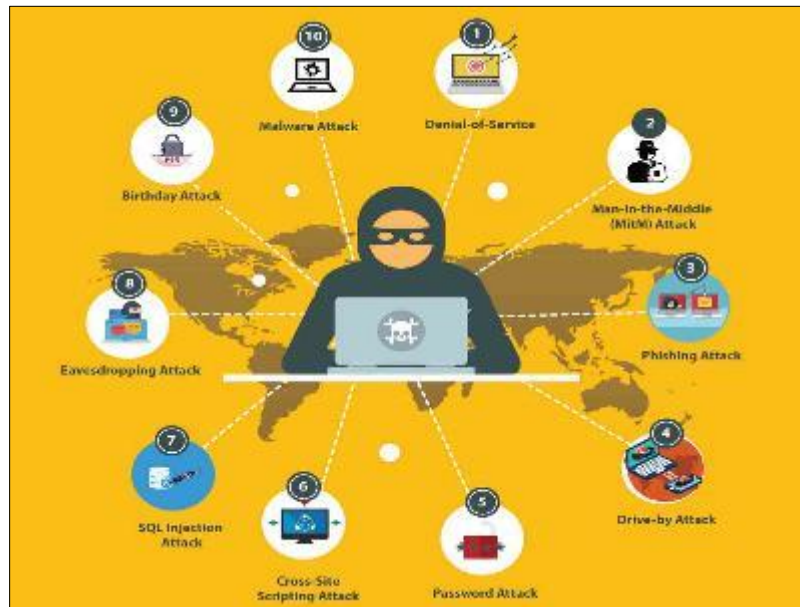 1
Denial-of-Service
2
Man-in-the-Middle
(MitM) Attack
3
Phishing Attack
4
Drive-by Attack
5
Password Attack
6
Cross-Site
Scripting Attack
7
SQL Injection
Attack
8
Eavesdropping Attack
9
Birthday Attack
10
Malware Attack